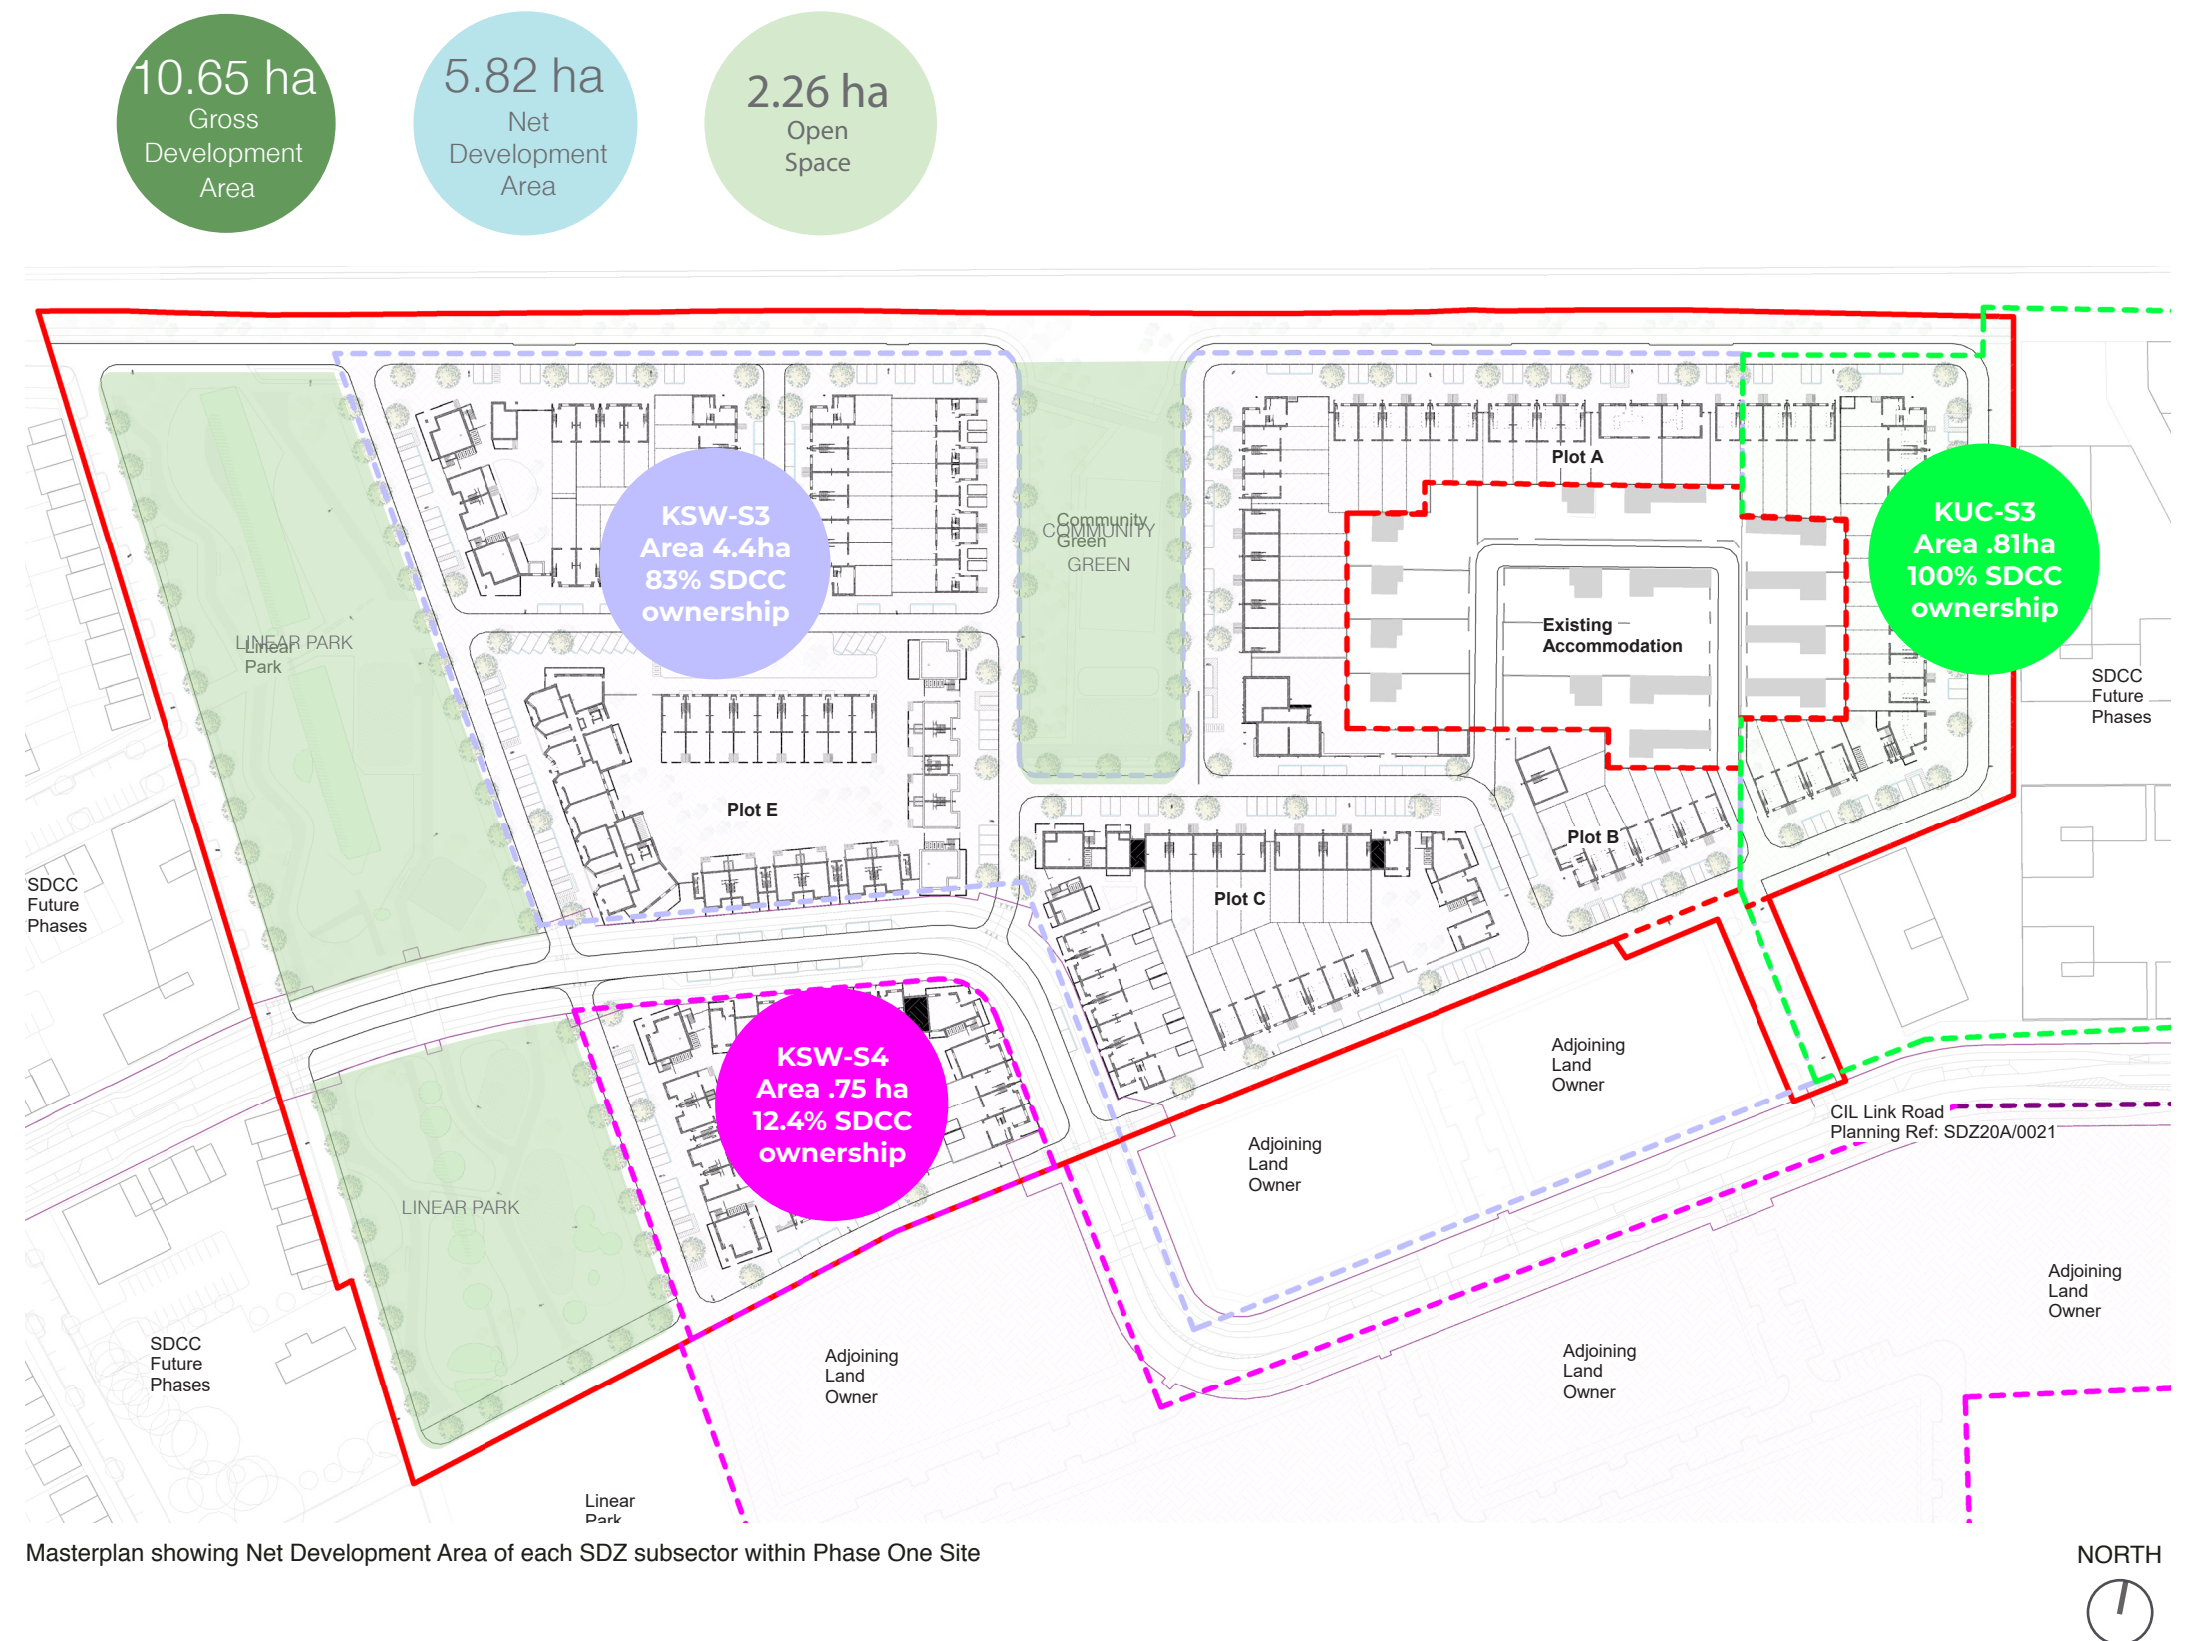 10.65 ha
Gross
Development
Area
5.82 ha
Net
Development
Area
2.26 ha
Open
Space
Plot A
KSW-S3
Area 4.4ha
83% SDCC
ownership
Community
Green
COMMUNITY
GREEN
KUC-S3
Area .81ha
100% SDCC
ownership
Existing
Accommodation
LINEAR PARK
Linear
Park
SDCC
Future
Phases
Plot E
Plot B
Plot C
SDCC
Future
Phases
KSW-S4
Area .75 ha
12.4% SDCC
ownership
Adjoining
Land
Owner
CIL Link Road
Planning Ref: SDZ20A/0021
Adjoining
Land
Owner
LINEAR PARK
Adjoining
Land
Owner
SDCC
Future
Phases
Adjoining
Land
Owner
Adjoining
Land
Owner
Linear
Park
Masterplan showing Net Development Area of each SDZ subsector within Phase One Site
NORTH